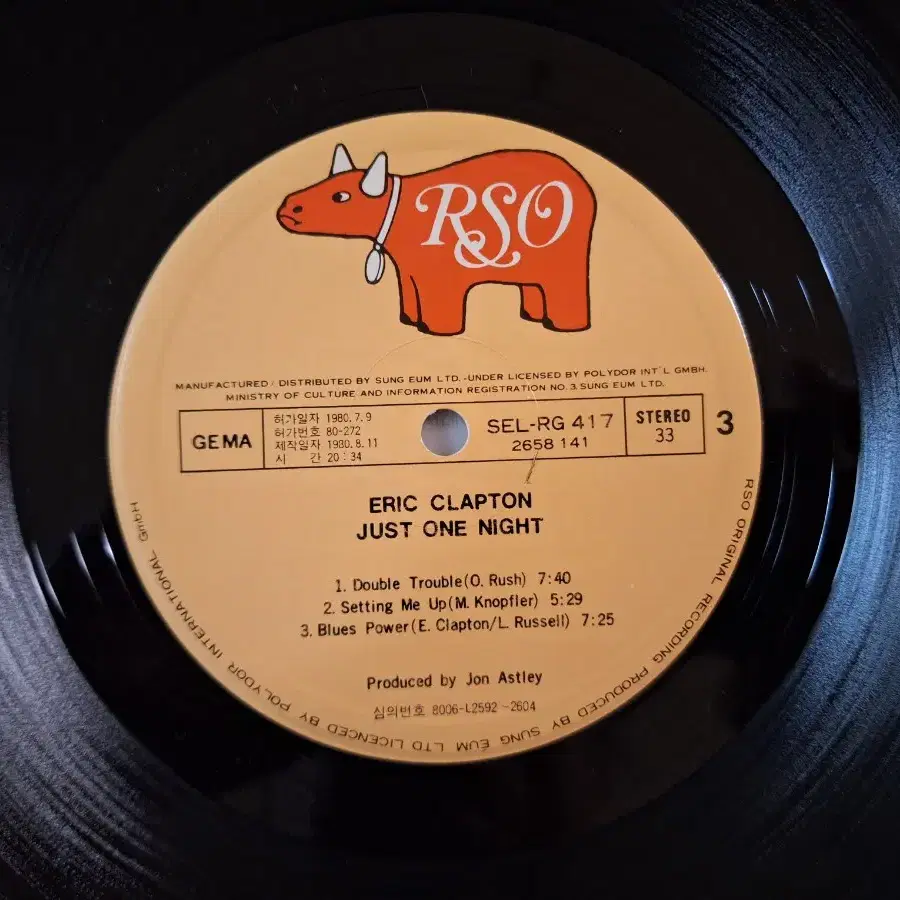 RSO
MANUFACTURED / DISTRIBUTED BY SUNG EUM LTD.-UNDER LICENSED BY POLYDOR INT'L GMBH.
MINISTRY OF CULTURE AND INFORMATION REGISTRATION NO. 3. SUNG EUM LTD.
GEMA
허가일자 1980.7.9
허가번호 80-272
제작일자 1980.8.11
시 간 20:34
SEL-RG 417
2658 141
STEREO
33
3
ERIC CLAPTON
JUST ONE NIGHT
1. Double Trouble(O. Rush) 7:40
2. Setting Me Up(M. Knopfler) 5:29
3. Blues Power(E. Clapton/L. Russell) 7:25
Produced by Jon Astley
심의번호 8006-L2592~2604
RSO ORIGINAL RECORDING PRODUCED BY SUNG EUM LTD LICENCED BY POLYDOR INTERNATIONAL GmbH